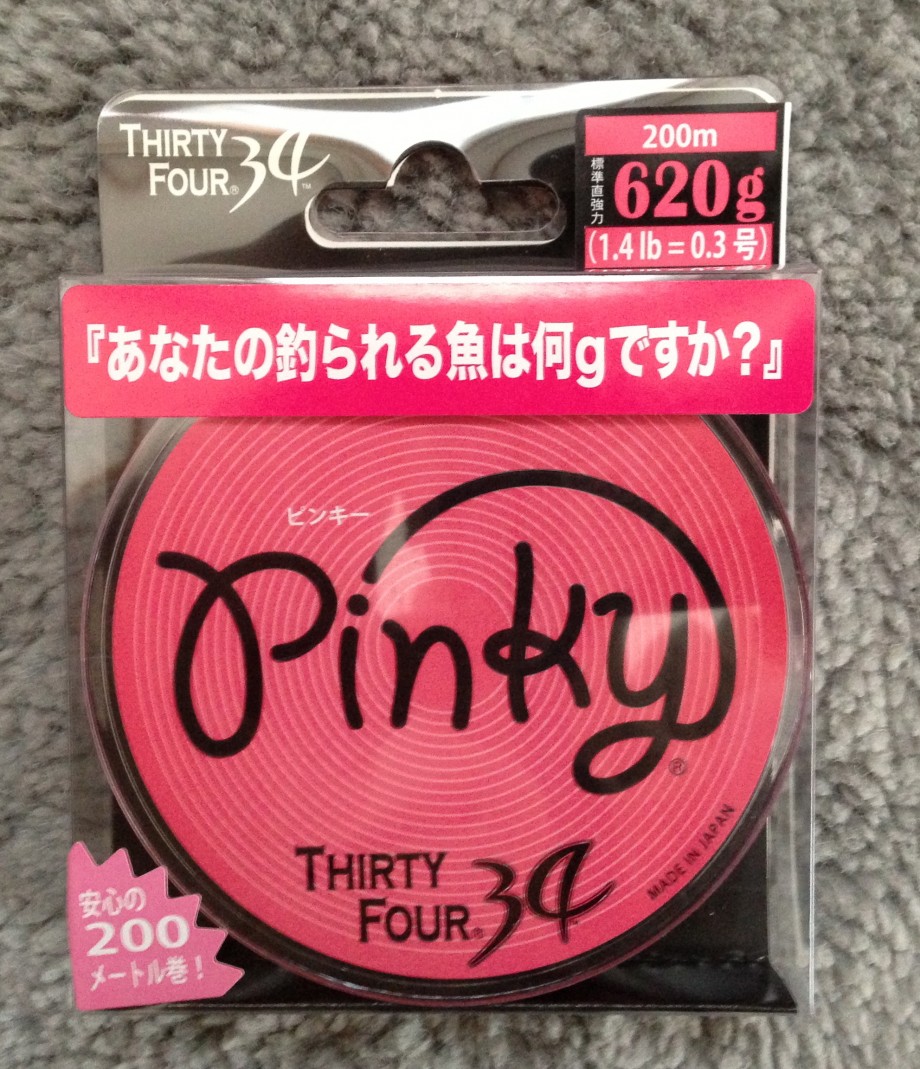 THIRTY
FOUR® 34™
200m
標準直強力
620g
(1.4 lb = 0.3 号)
『あなたの釣られる魚は何gですか?』
ピンキー
Pinky®
THIRTY
FOUR® 34
MADE IN JAPAN
安心の
200
メートル巻!